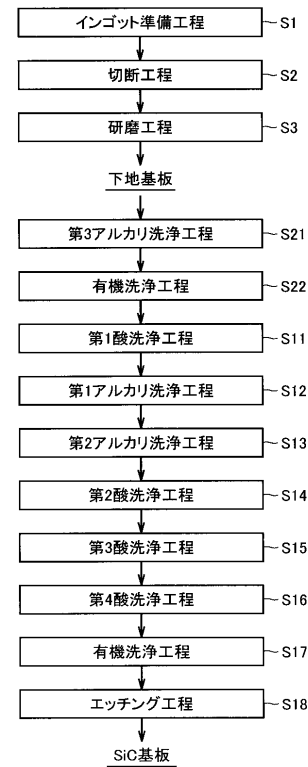 インゴット準備工程 S1
切断工程 S2
研磨工程 S3
下地基板
第3アルカリ洗浄工程 S21
有機洗浄工程 S22
第1酸洗浄工程 S11
第1アルカリ洗浄工程 S12
第2アルカリ洗浄工程 S13
第2酸洗浄工程 S14
第3酸洗浄工程 S15
第4酸洗浄工程 S16
有機洗浄工程 S17
エッチング工程 S18
SiC基板